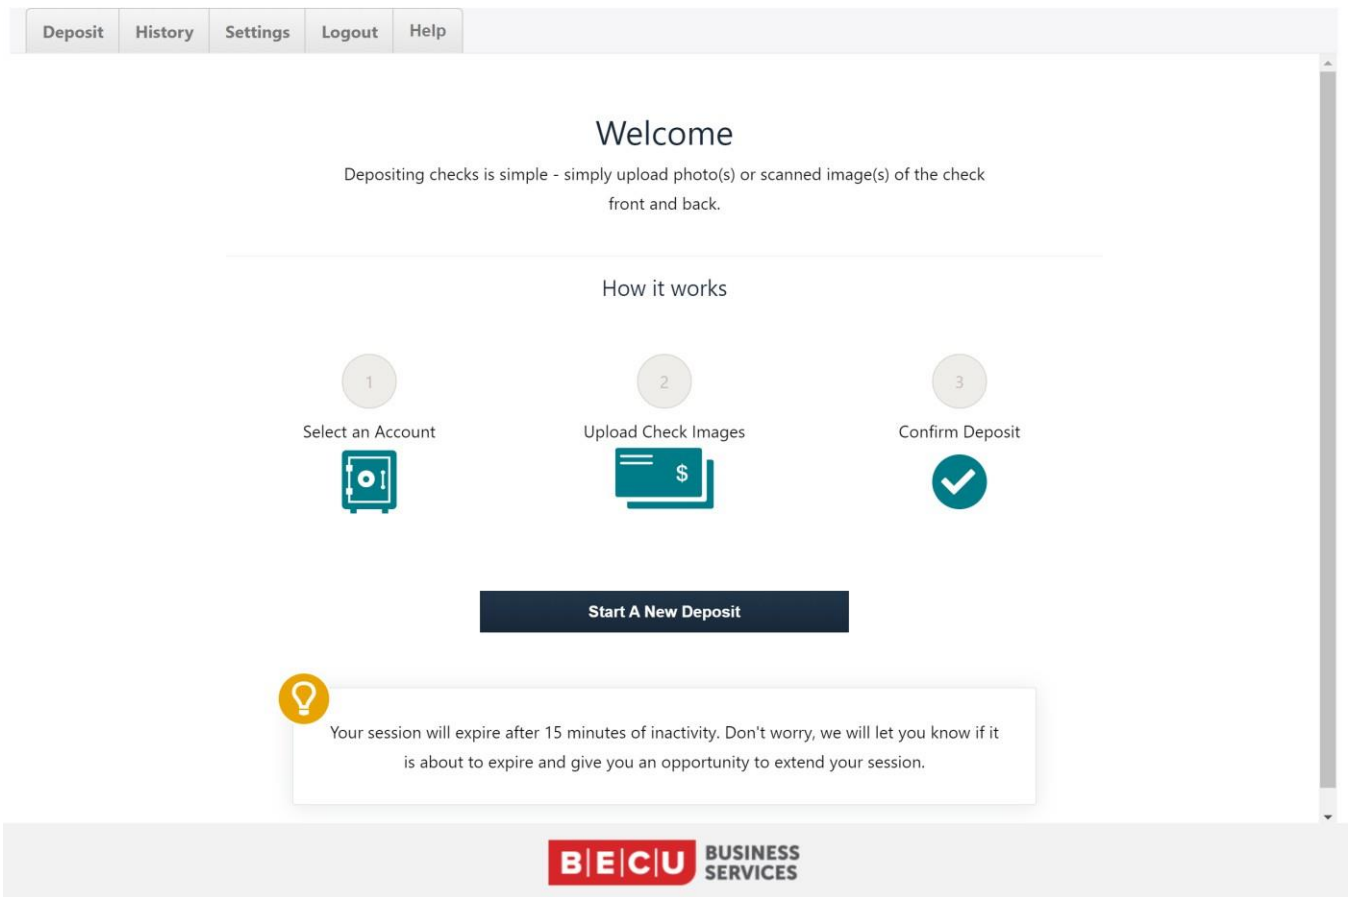 Deposit History Settings Logout Help
Welcome
Depositing checks is simple - simply upload photo(s) or scanned image(s) of the check
front and back.
How it works
1
Select an Account
2
Upload Check Images
$
3
Confirm Deposit
Start A New Deposit
Your session will expire after 15 minutes of inactivity. Don't worry, we will let you know if it
is about to expire and give you an opportunity to extend your session.
B|E|C|U BUSINESS
SERVICES